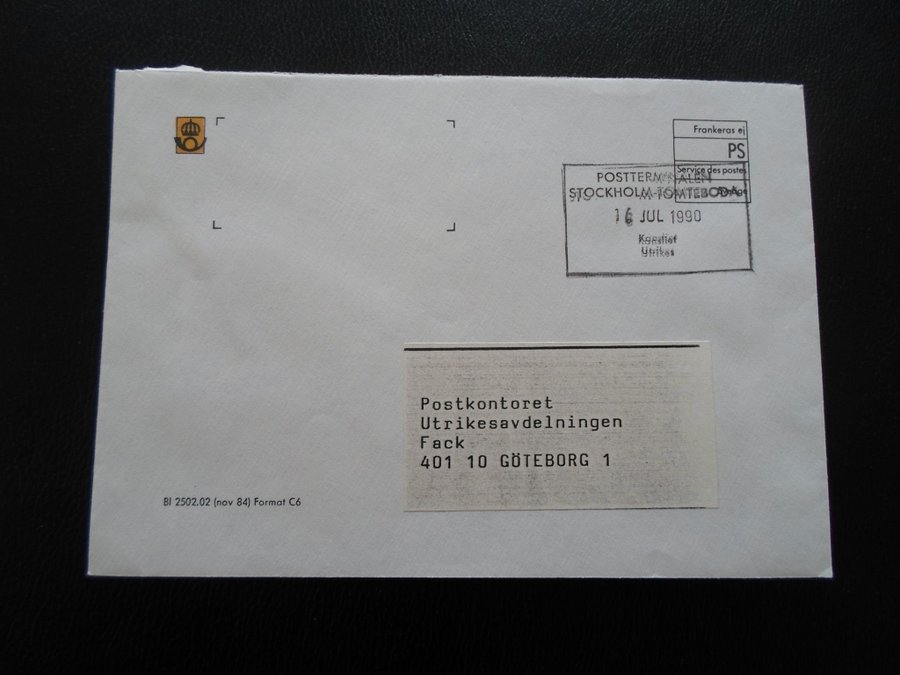 Frankeras ej
PS
Service des postes
POSTTERMINALEN
STOCKHOLM-TOMTEBODA
16 JUL 1990
Utrikes
Postkontoret
Utrikesavdelningen
Fack
401 10 GÖTEBORG 1
Bl 2502.02 (nov 84) Format C6